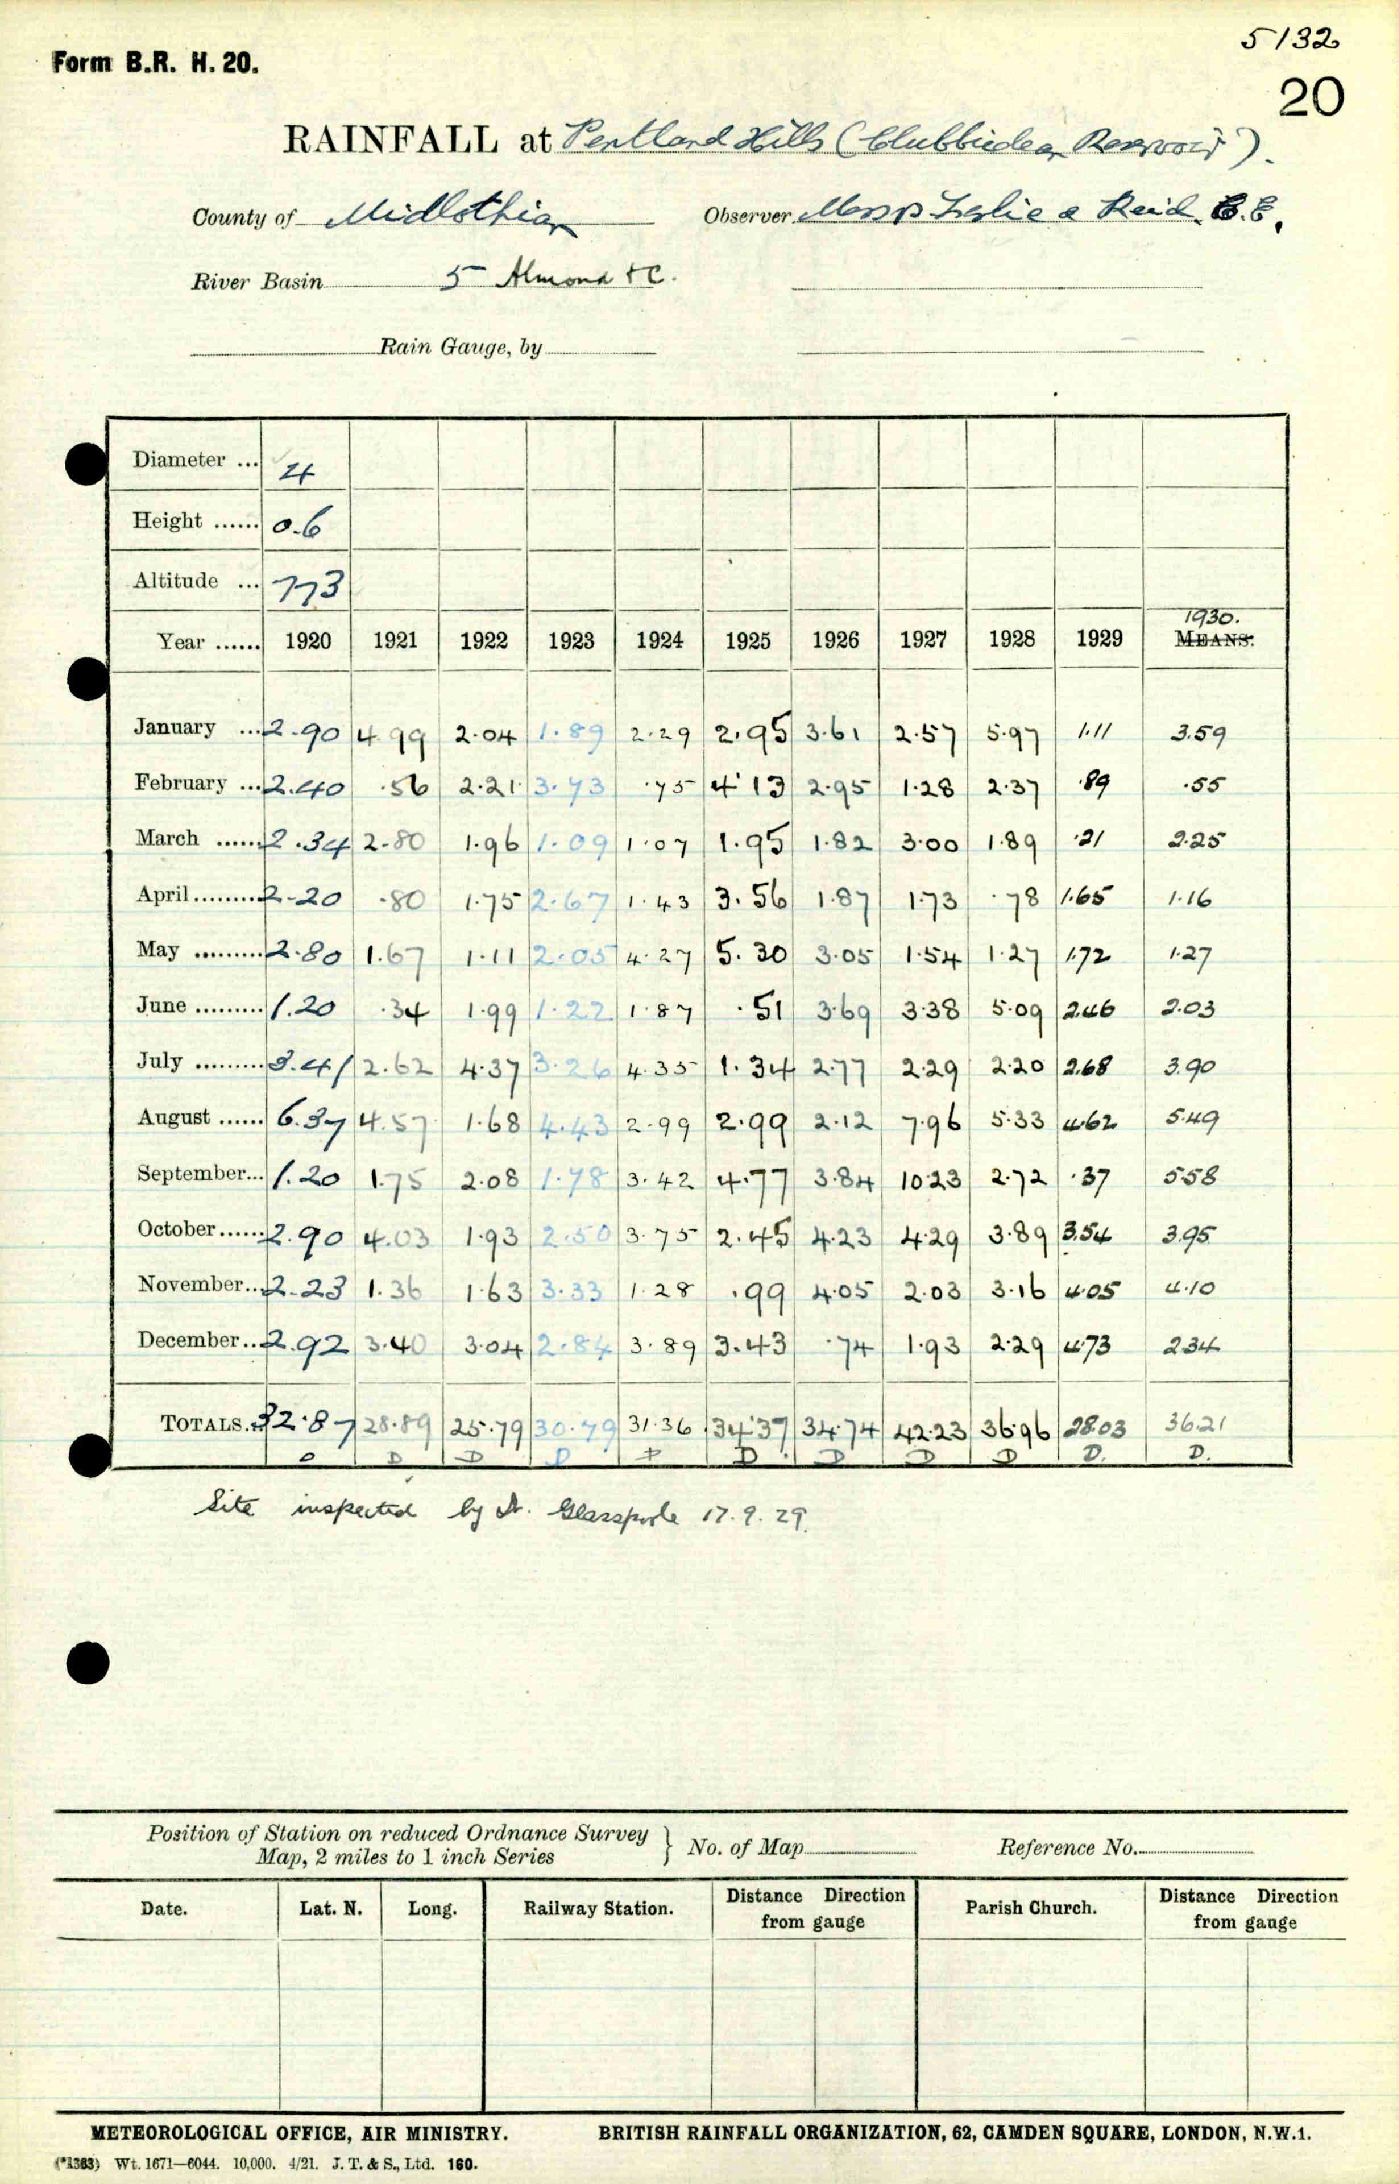 5132
Form B.R. H. 20.
20
RAINFALL at Pentland Hills (Clubbiedean Reservoir).
County of Midlothian Observer Messrs Leslie & Reid. C.E.
River Basin 5 Almond &C.
Rain Gauge, by
Diameter ... 4
Height ...... 0.6
Altitude ... 773
1930.
Year ...... 1920 1921 1922 1923 1924 1925 1926 1927 1928 1929 MEANS.
January ... 2.90 4.99 2.04 1.89 2.29 2.95 3.61 2.57 5.97 1.11 3.59
February ... 2.40 .56 2.21 3.73 .75 4.13 2.95 1.28 2.37 .89 .55
March ...... 2.34 2.80 1.96 1.09 1.07 1.95 1.82 3.00 1.89 .21 2.25
April......... 2.20 .80 1.75 2.67 1.43 3.56 1.87 1.73 .78 1.65 1.16
May ......... 2.80 1.67 1.11 2.05 4.27 5.30 3.05 1.54 1.27 1.72 1.27
June ......... 1.20 .34 1.99 1.22 1.87 .51 3.69 3.38 5.09 2.46 2.03
July ......... 3.41 2.62 4.37 3.26 4.35 1.34 2.77 2.29 2.20 2.68 3.90
August ...... 6.37 4.57 1.68 4.43 2.99 2.99 2.12 7.96 5.33 4.62 5.49
September... 1.20 1.75 2.08 1.78 3.42 4.77 3.84 10.23 2.72 .37 5.58
October...... 2.90 4.03 1.93 2.50 3.75 2.45 4.23 4.29 3.89 3.54 3.95
November... 2.23 1.36 1.63 3.33 1.28 .99 4.05 2.03 3.16 4.05 4.10
December... 2.92 3.40 3.04 2.84 3.89 3.43 .74 1.93 2.29 4.73 2.34
TOTALS... 32.87 28.89 25.79 30.79 31.36 34.37 34.74 42.23 36.96 28.03 36.21
D D D D D D D D D. D.
Site inspected by Dr. Glasspoole 17.9.29.
Position of Station on reduced Ordnance Survey
Map, 2 miles to 1 inch Series } No. of Map Reference No.
Date. Lat. N. Long. Railway Station. Distance Direction from gauge Parish Church. Distance Direction from gauge
METEOROLOGICAL OFFICE, AIR MINISTRY. BRITISH RAINFALL ORGANIZATION, 62, CAMDEN SQUARE, LONDON, N.W.1.
(*1383) Wt. 1671—6044. 10,000. 4/21. J. T. & S., Ltd. 160.